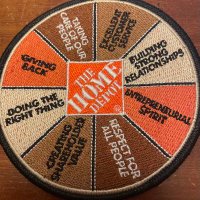 TAKING
CARE OF OUR
PEOPLE
EXCELLENT
CUSTOMER
SERVICE
BUILDING
STRONG
RELATIONSHIPS
ENTREPRENEURIAL
SPIRIT
RESPECT FOR
ALL PEOPLE
CREATING
SHAREHOLDER
VALUE
DOING THE
RIGHT THING
GIVING
BACK
THE
HOME
DEPOT